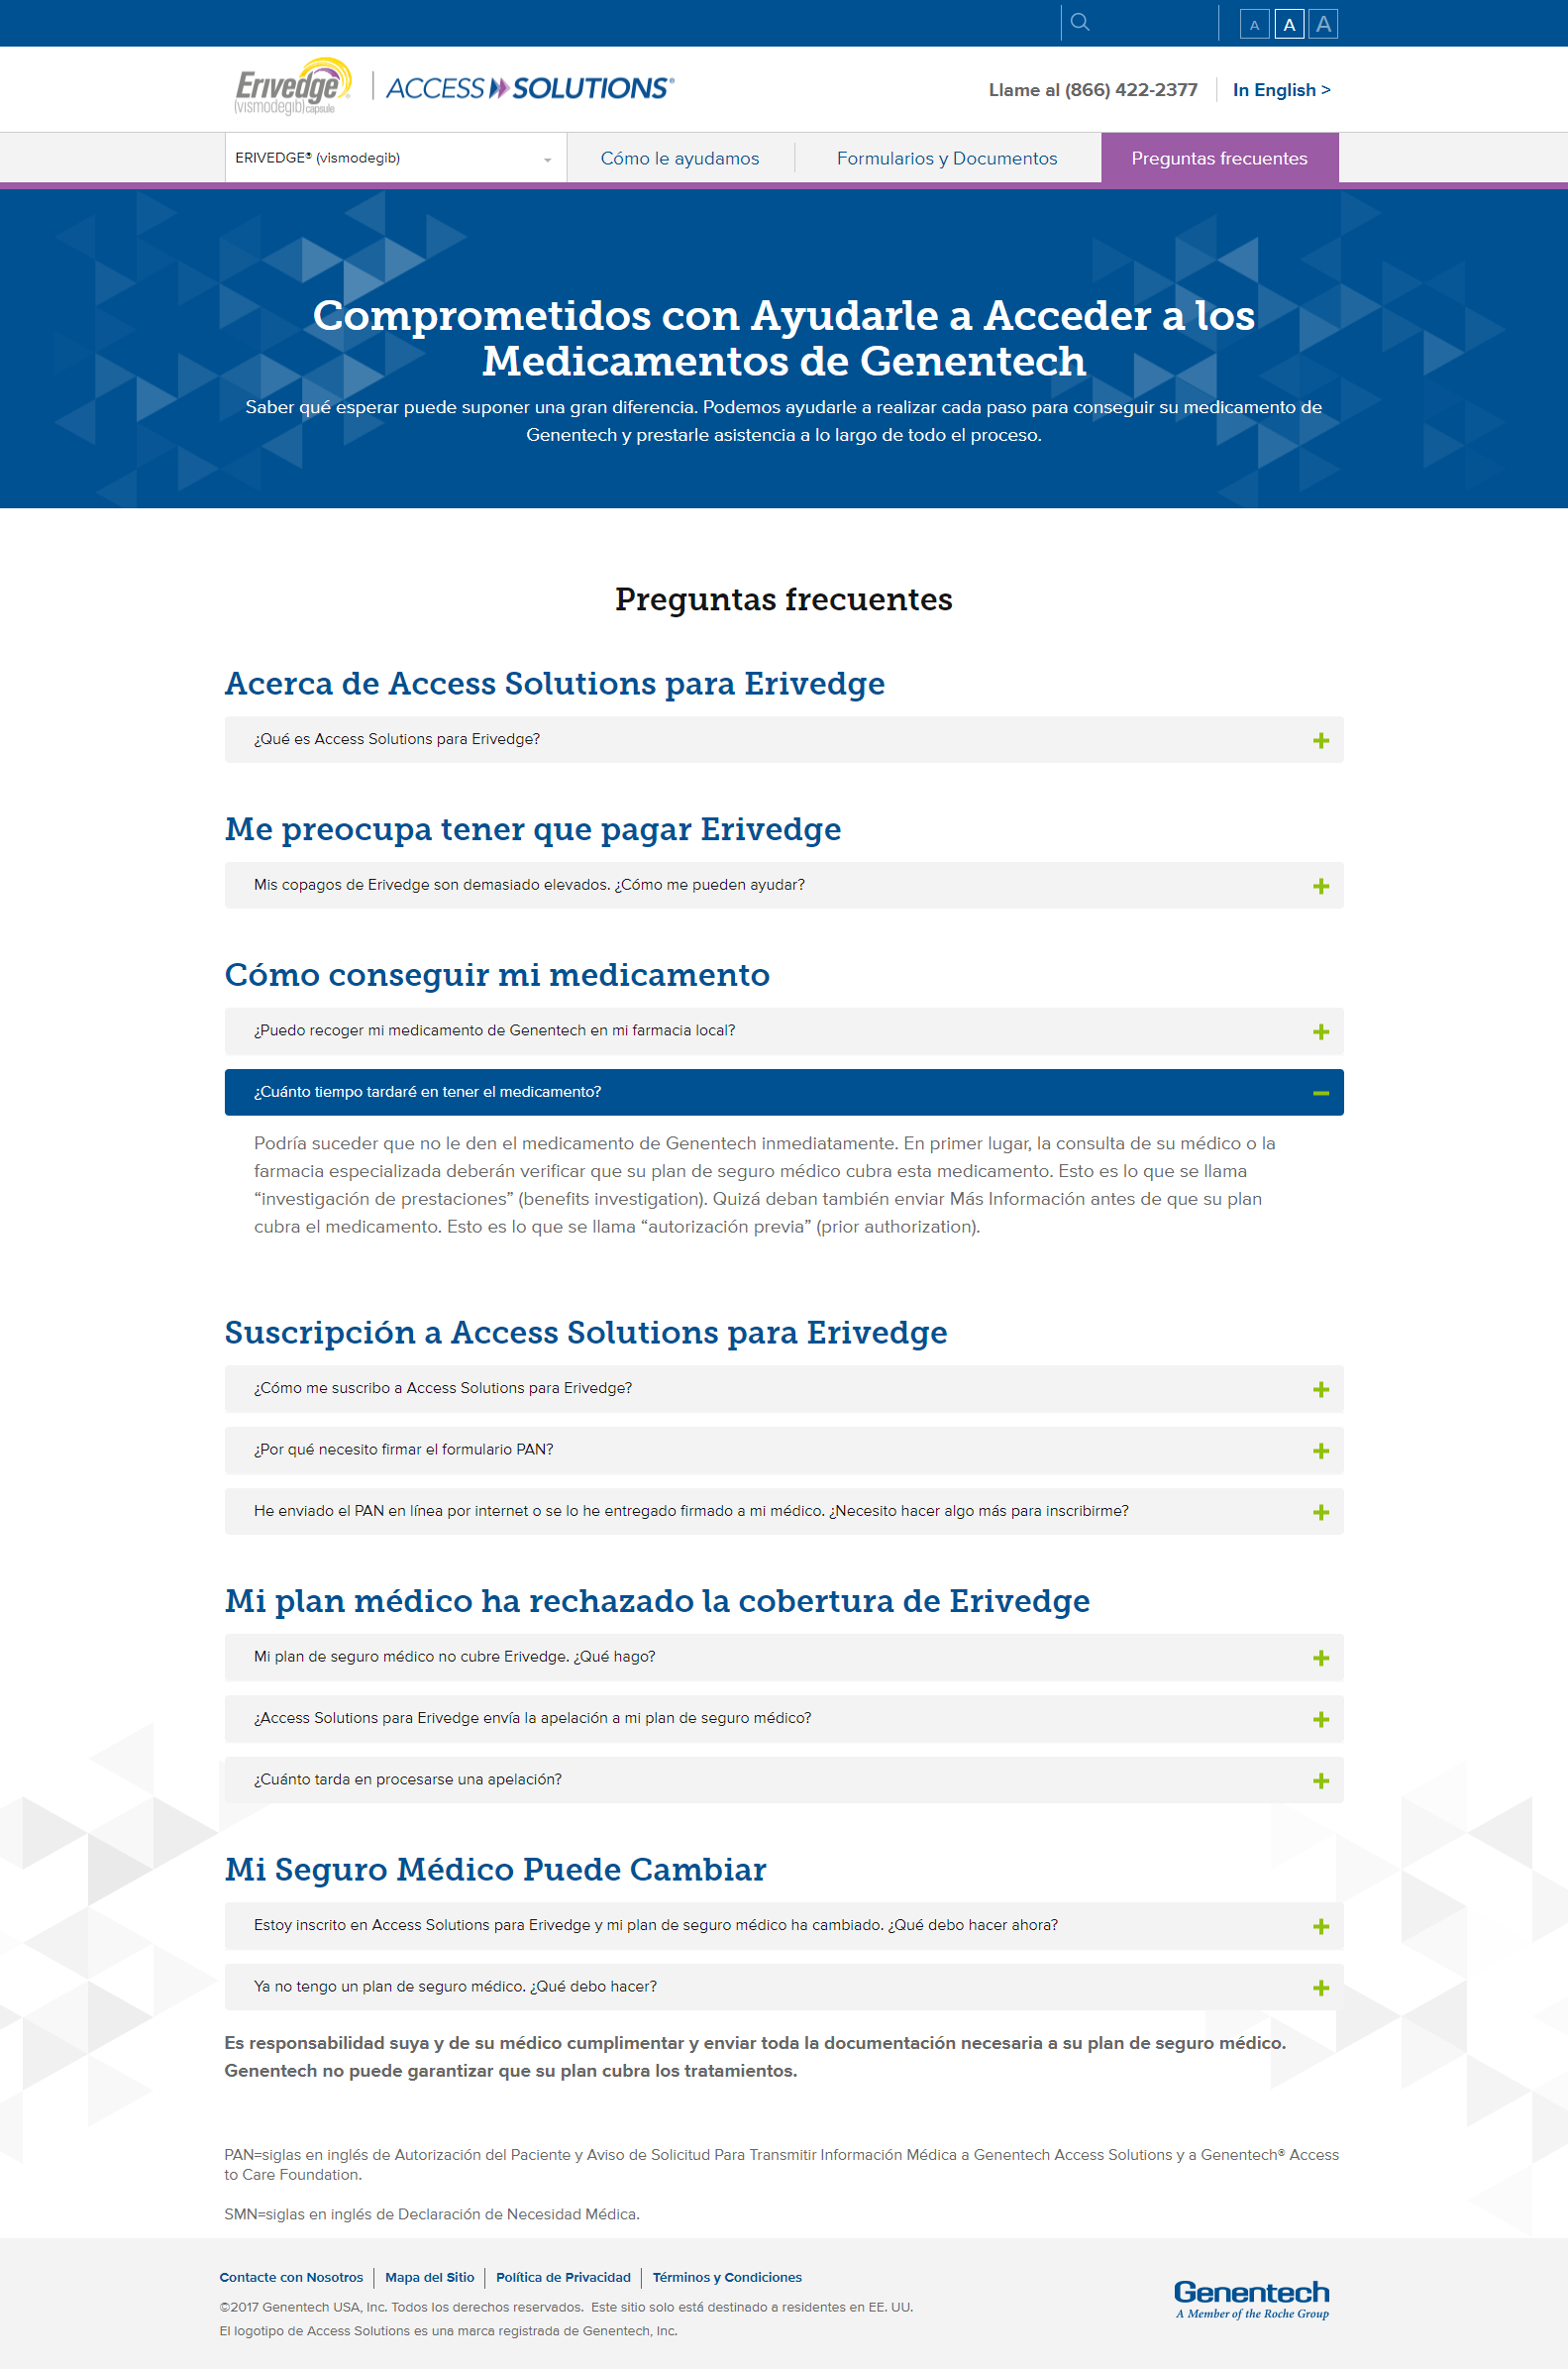 A A A
Erivedge
(vismodegib) capsule
ACCESS SOLUTIONS®
Llame al (866) 422-2377
In English >
ERIVEDGE® (vismodegib)
Cómo le ayudamos
Formularios y Documentos
Preguntas frecuentes
Comprometidos con Ayudarle a Acceder a los
Medicamentos de Genentech
Saber qué esperar puede suponer una gran diferencia. Podemos ayudarle a realizar cada paso para conseguir su medicamento de
Genentech y prestarle asistencia a lo largo de todo el proceso.
Preguntas frecuentes
Acerca de Access Solutions para Erivedge
¿Qué es Access Solutions para Erivedge?
Me preocupa tener que pagar Erivedge
Mis copagos de Erivedge son demasiado elevados. ¿Cómo me pueden ayudar?
Cómo conseguir mi medicamento
¿Puedo recoger mi medicamento de Genentech en mi farmacia local?
¿Cuánto tiempo tardaré en tener el medicamento?
Podría suceder que no le den el medicamento de Genentech inmediatamente. En primer lugar, la consulta de su médico o la
farmacia especializada deberán verificar que su plan de seguro médico cubra esta medicamento. Esto es lo que se llama
“investigación de prestaciones” (benefits investigation). Quizá deban también enviar Más Información antes de que su plan
cubra el medicamento. Esto es lo que se llama “autorización previa” (prior authorization).
Suscripción a Access Solutions para Erivedge
¿Cómo me suscribo a Access Solutions para Erivedge?
¿Por qué necesito firmar el formulario PAN?
He enviado el PAN en línea por internet o se lo he entregado firmado a mi médico. ¿Necesito hacer algo más para inscribirme?
Mi plan médico ha rechazado la cobertura de Erivedge
Mi plan de seguro médico no cubre Erivedge. ¿Qué hago?
¿Access Solutions para Erivedge envía la apelación a mi plan de seguro médico?
¿Cuánto tarda en procesarse una apelación?
Mi Seguro Médico Puede Cambiar
Estoy inscrito en Access Solutions para Erivedge y mi plan de seguro médico ha cambiado. ¿Qué debo hacer ahora?
Ya no tengo un plan de seguro médico. ¿Qué debo hacer?
Es responsabilidad suya y de su médico cumplimentar y enviar toda la documentación necesaria a su plan de seguro médico.
Genentech no puede garantizar que su plan cubra los tratamientos.
PAN=siglas en inglés de Autorización del Paciente y Aviso de Solicitud Para Transmitir Información Médica a Genentech Access Solutions y a Genentech® Access
to Care Foundation.
SMN=siglas en inglés de Declaración de Necesidad Médica.
Contacte con Nosotros
Mapa del Sitio
Política de Privacidad
Términos y Condiciones
©2017 Genentech USA, Inc. Todos los derechos reservados. Este sitio solo está destinado a residentes en EE. UU.
El logotipo de Access Solutions es una marca registrada de Genentech, Inc.
Genentech
A Member of the Roche Group